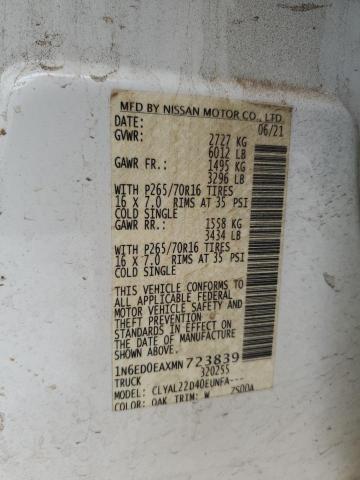 MFD BY NISSAN MOTOR CO., LTD.
DATE: 06/21
GVWR: 2727 KG
6012 LB
GAWR FR.: 1495 KG
3296 LB
WITH P265/70R16 TIRES
16 X 7.0 RIMS AT 35 PSI
COLD SINGLE
GAWR RR.: 1558 KG
3434 LB
WITH P265/70R16 TIRES
16 X 7.0 RIMS AT 35 PSI
COLD SINGLE
THIS VEHICLE CONFORMS TO
ALL APPLICABLE FEDERAL
MOTOR VEHICLE SAFETY AND
THEFT PREVENTION
STANDARDS IN EFFECT ON THE
DATE OF MANUFACTURE
SHOWN ABOVE.
1N6ED0EAXMN723839
TRUCK 320255
MODEL: CLYAL22D40EUNFA---
COLOR: QAK TRIM: W